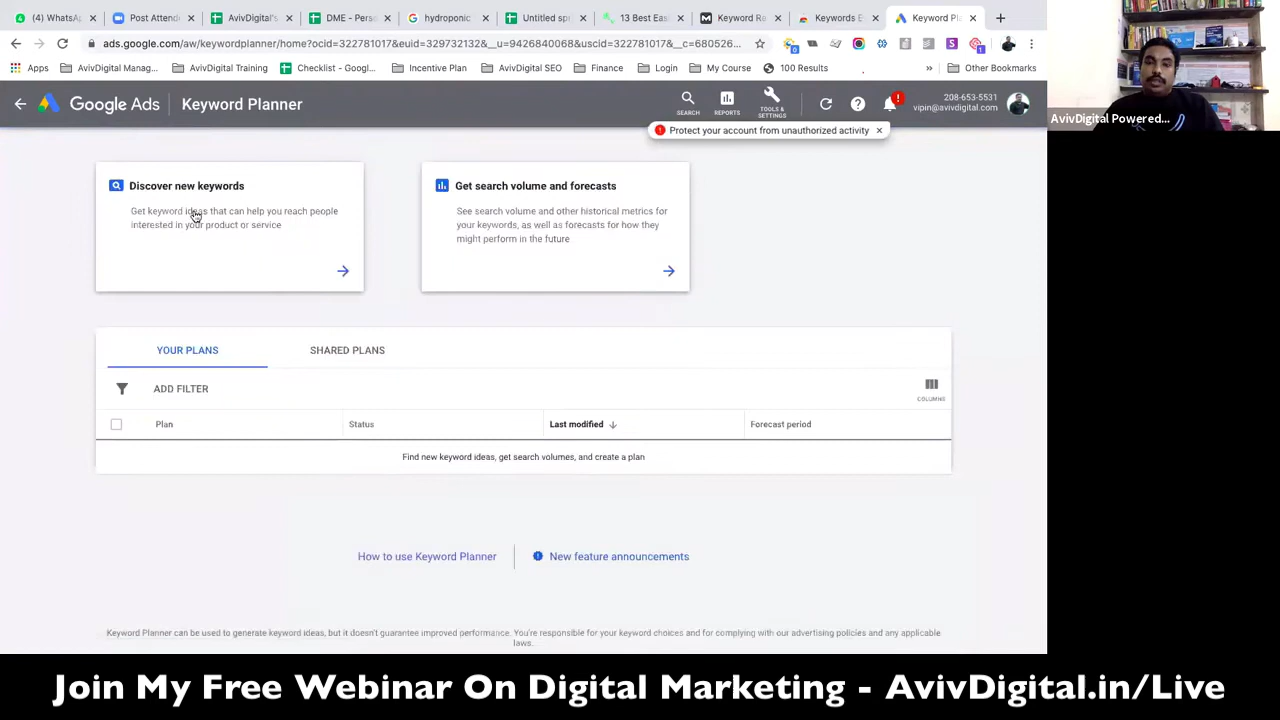 (4) WhatsA
Post Attend
AvivDigital's
DME - Perso
hydroponic
Untitled spr
13 Best Eas
Keyword Re
Keywords E
Keyword Pla
ads.google.com/aw/keywordplanner/home?ocid=322781017&euid=32973213&__u=9426840068&uscid=322781017&__c=680526...
Apps
AvivDigital Manag...
AvivDigital Training
Checklist - Googl...
Incentive Plan
AvivDigital SEO
Finance
Login
My Course
100 Results
»
Other Bookmarks
Google Ads
Keyword Planner
SEARCH
REPORTS
TOOLS & SETTINGS
208-653-5531
vipin@avivdigital.com
Protect your account from unauthorized activity
AvivDigital Powered...
Discover new keywords
Get keyword ideas that can help you reach people
interested in your product or service
Get search volume and forecasts
See search volume and other historical metrics for
your keywords, as well as forecasts for how they
might perform in the future
YOUR PLANS
SHARED PLANS
ADD FILTER
COLUMNS
Plan
Status
Last modified
Forecast period
Find new keyword ideas, get search volumes, and create a plan
How to use Keyword Planner
New feature announcements
Keyword Planner can be used to generate keyword ideas, but it doesn't guarantee improved performance. You're responsible for your keyword choices and for complying with our advertising policies and any applicable
laws.
Join My Free Webinar On Digital Marketing - AvivDigital.in/Live